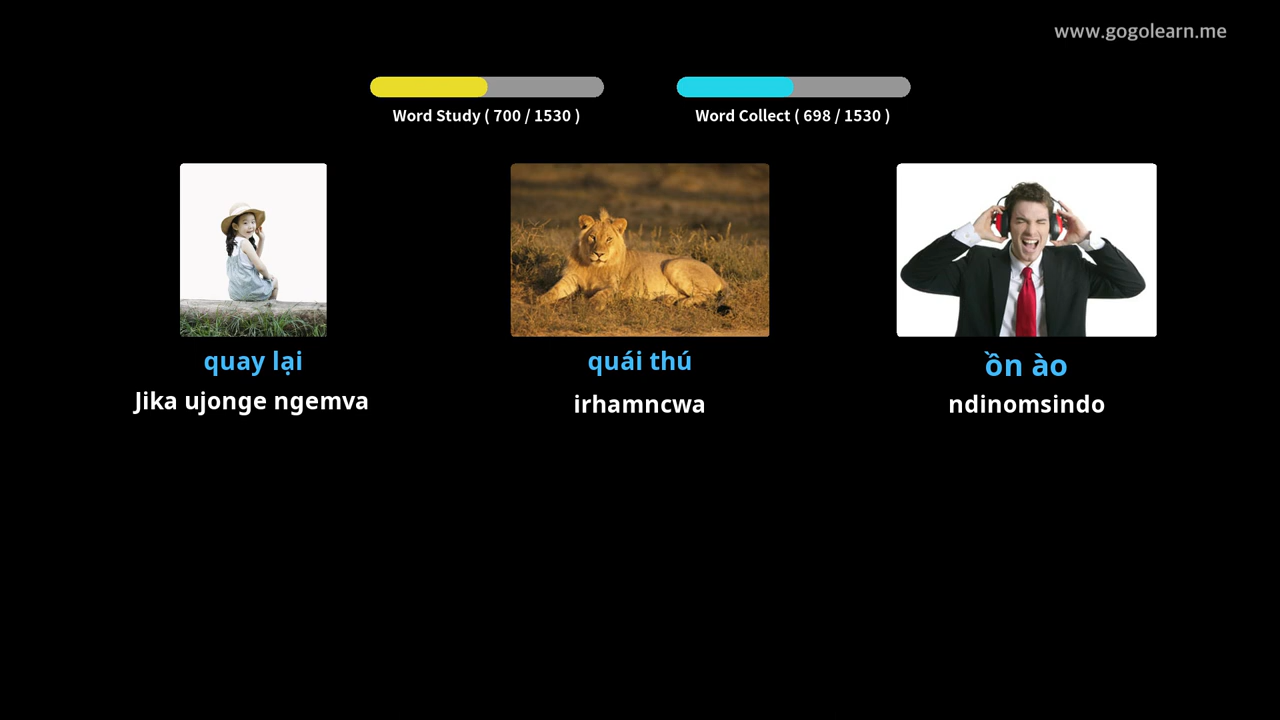 www.gogolearn.me
Word Study ( 700 / 1530 )
Word Collect ( 698 / 1530 )
quay lại
Jika ujonge ngemva
quái thú
irhamncwa
ồn ào
ndinomsindo